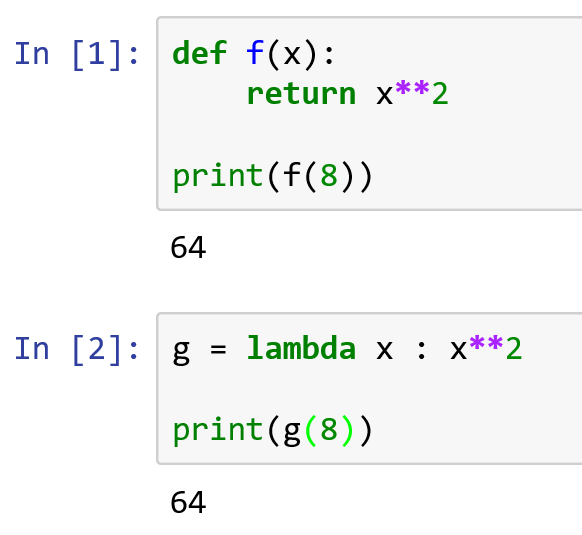 In [1]: def f(x):
    return x**2
print(f(8))
64
In [2]: g = lambda x : x**2
print(g(8))
64